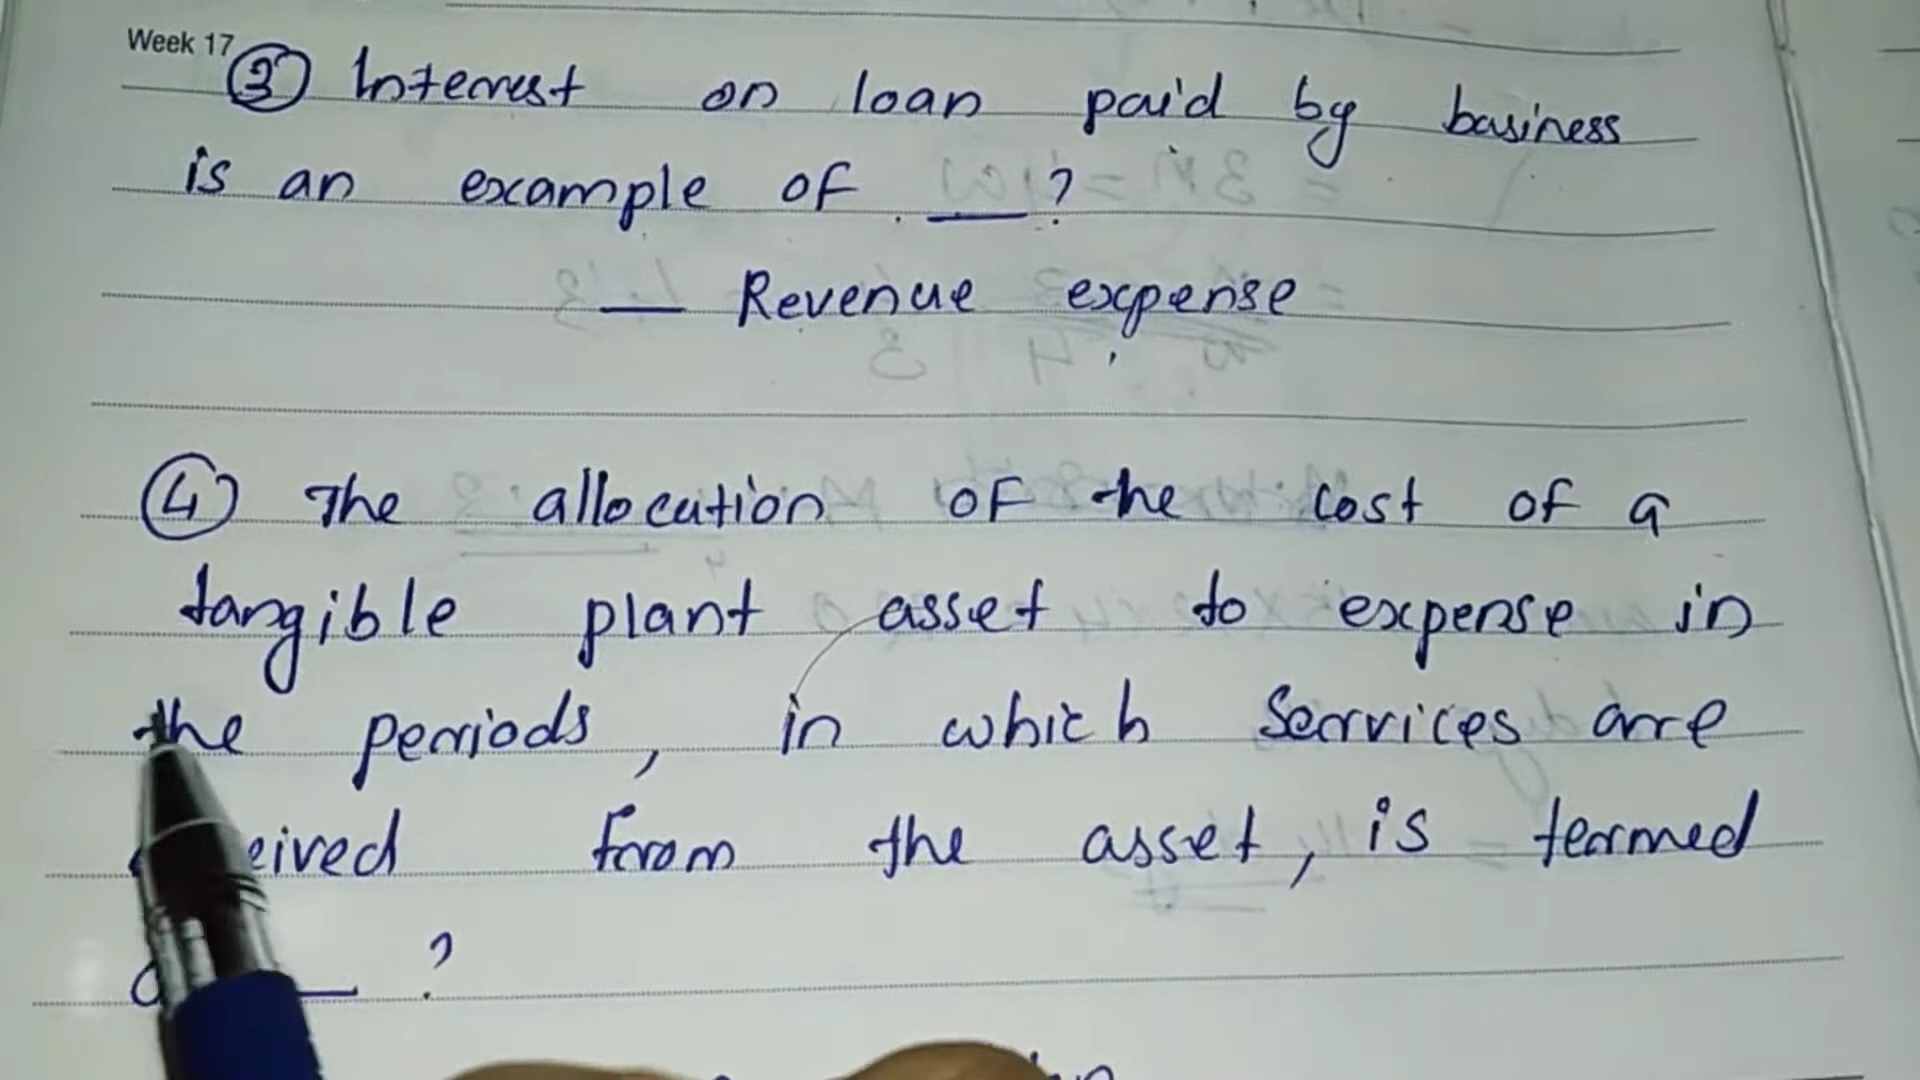 Week 17
③ Interest on loan paid by business
is an example of ___?
— Revenue expense
④ The allocation of the cost of a
tangible plant asset to expense in
the periods, in which services are
from the asset, is termed
___?